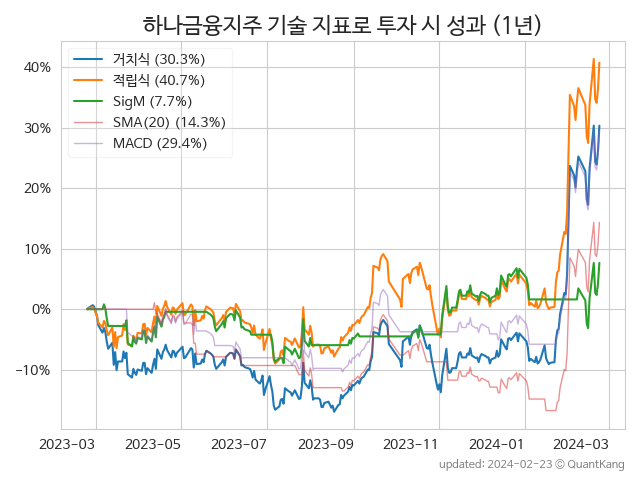 하나금융지주 기술 지표로 투자 시 성과 (1년)
거치식 (30.3%)
적립식 (40.7%)
SigM (7.7%)
SMA(20) (14.3%)
MACD (29.4%)
40%
30%
20%
10%
0%
−10%
2023-03 2023-05 2023-07 2023-09 2023-11 2024-01 2024-03
updated: 2024-02-23 © QuantKang